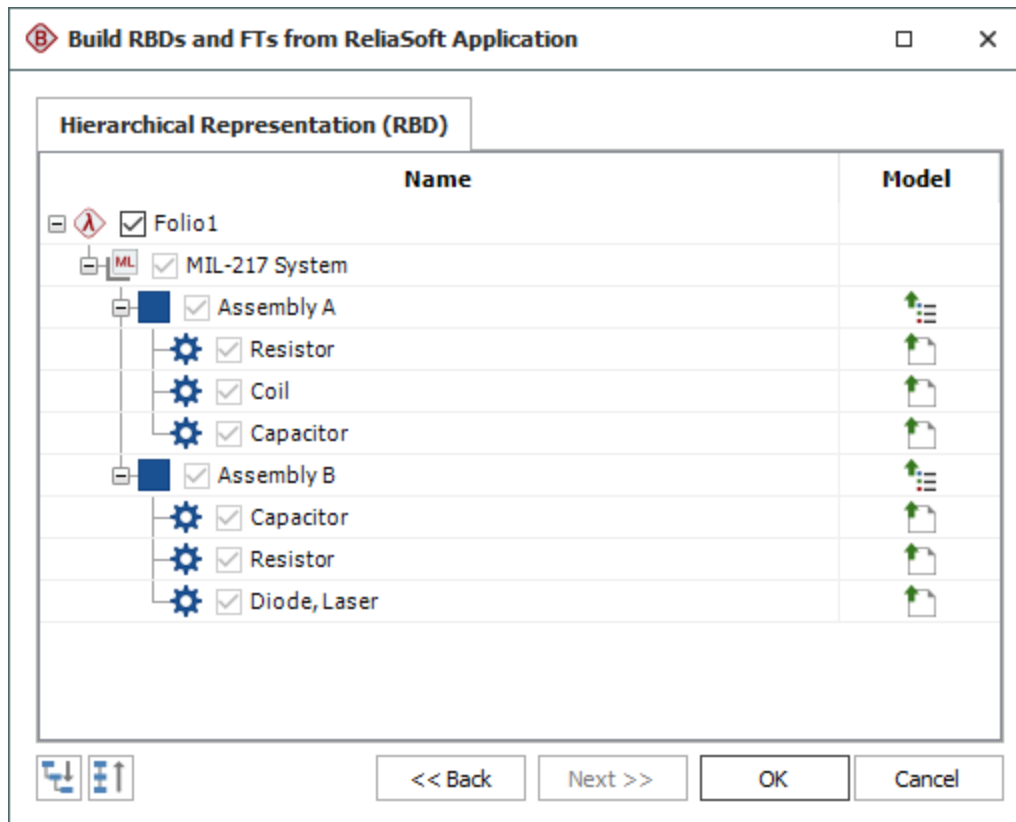 B Build RBDs and FTs from ReliaSoft Application
Hierarchical Representation (RBD)
Name Model
λ Folio1
ML MIL-217 System
Assembly A
Resistor
Coil
Capacitor
Assembly B
Capacitor
Resistor
Diode, Laser
<< Back Next >> OK Cancel